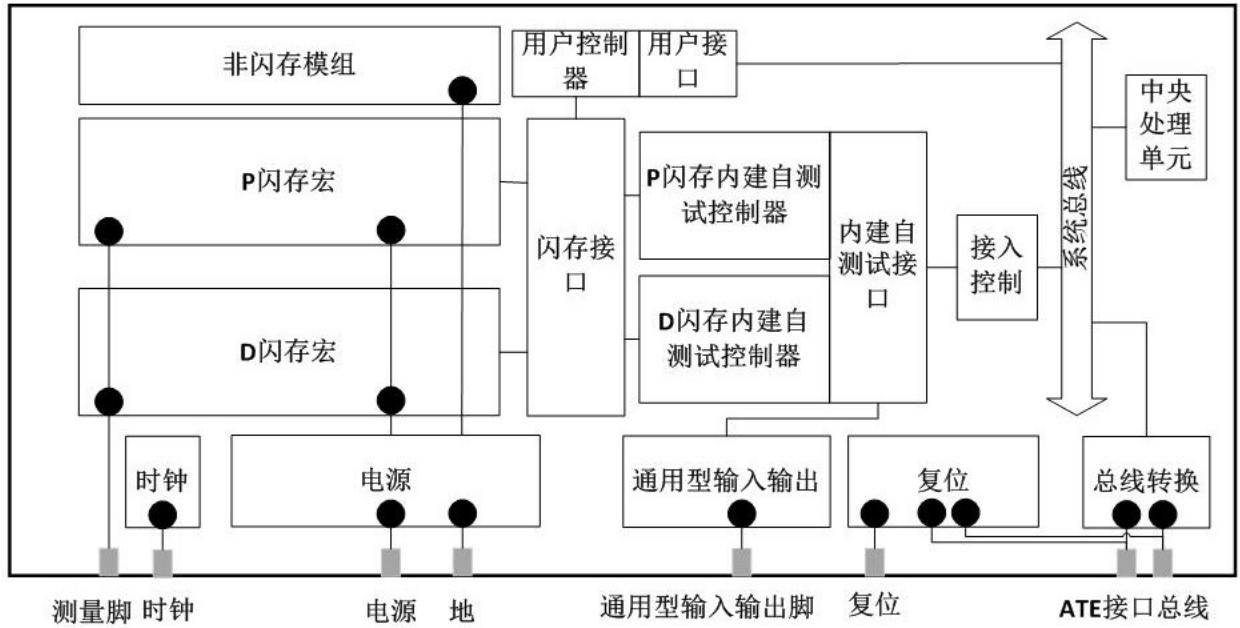 非闪存模组
用户控制
器
用户接
口
中央
处理
单元
P闪存宏
闪存接
口
P闪存内建自测
试控制器
内建自
测试接
口
接入
控制
系统总线
D闪存宏
D闪存内建自
测试控制器
时钟
电源
通用型输入输出
复位
总线转换
测量脚
时钟
电源
地
通用型输入输出脚
复位
ATE接口总线